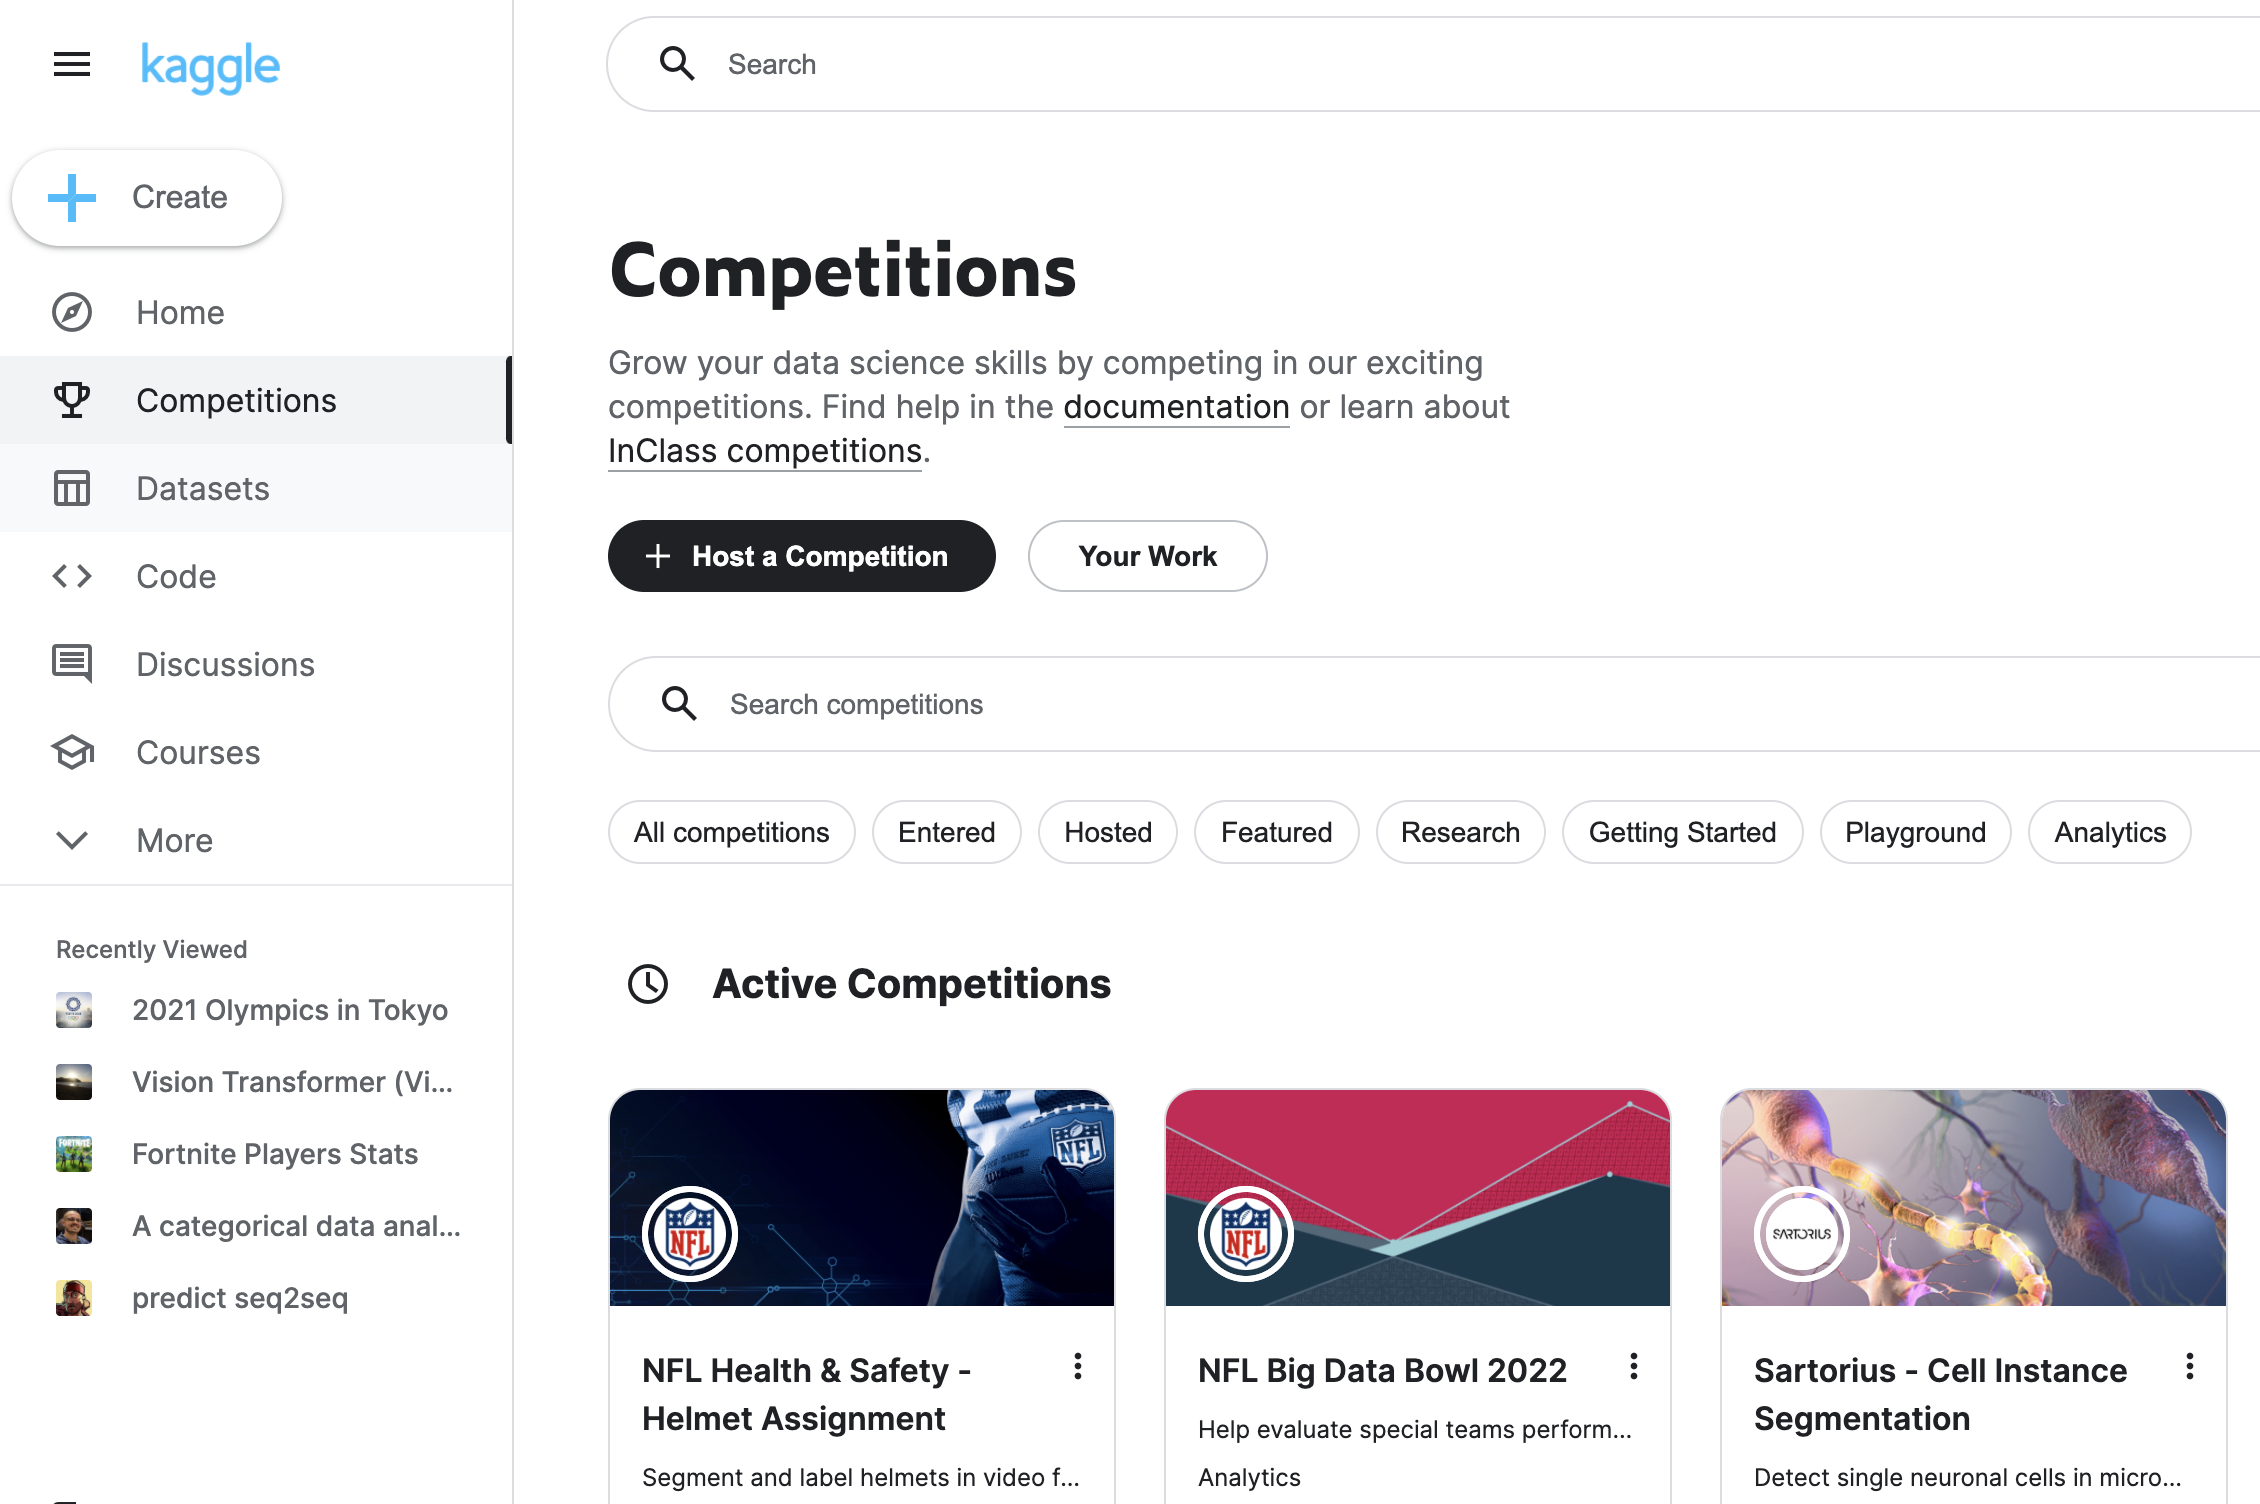 kaggle
Search
Create
Home
Competitions
Datasets
Code
Discussions
Courses
More
Recently Viewed
2021 Olympics in Tokyo
Vision Transformer (Vi...
Fortnite Players Stats
A categorical data anal...
predict seq2seq
Competitions
Grow your data science skills by competing in our exciting
competitions. Find help in the documentation or learn about
InClass competitions.
Host a Competition
Your Work
Search competitions
All competitions
Entered
Hosted
Featured
Research
Getting Started
Playground
Analytics
Active Competitions
NFL
NFL
NFL Health & Safety -
Helmet Assignment
Segment and label helmets in video f...
NFL
NFL Big Data Bowl 2022
Help evaluate special teams perform...
Analytics
SARTORIUS
Sartorius - Cell Instance
Segmentation
Detect single neuronal cells in micro...